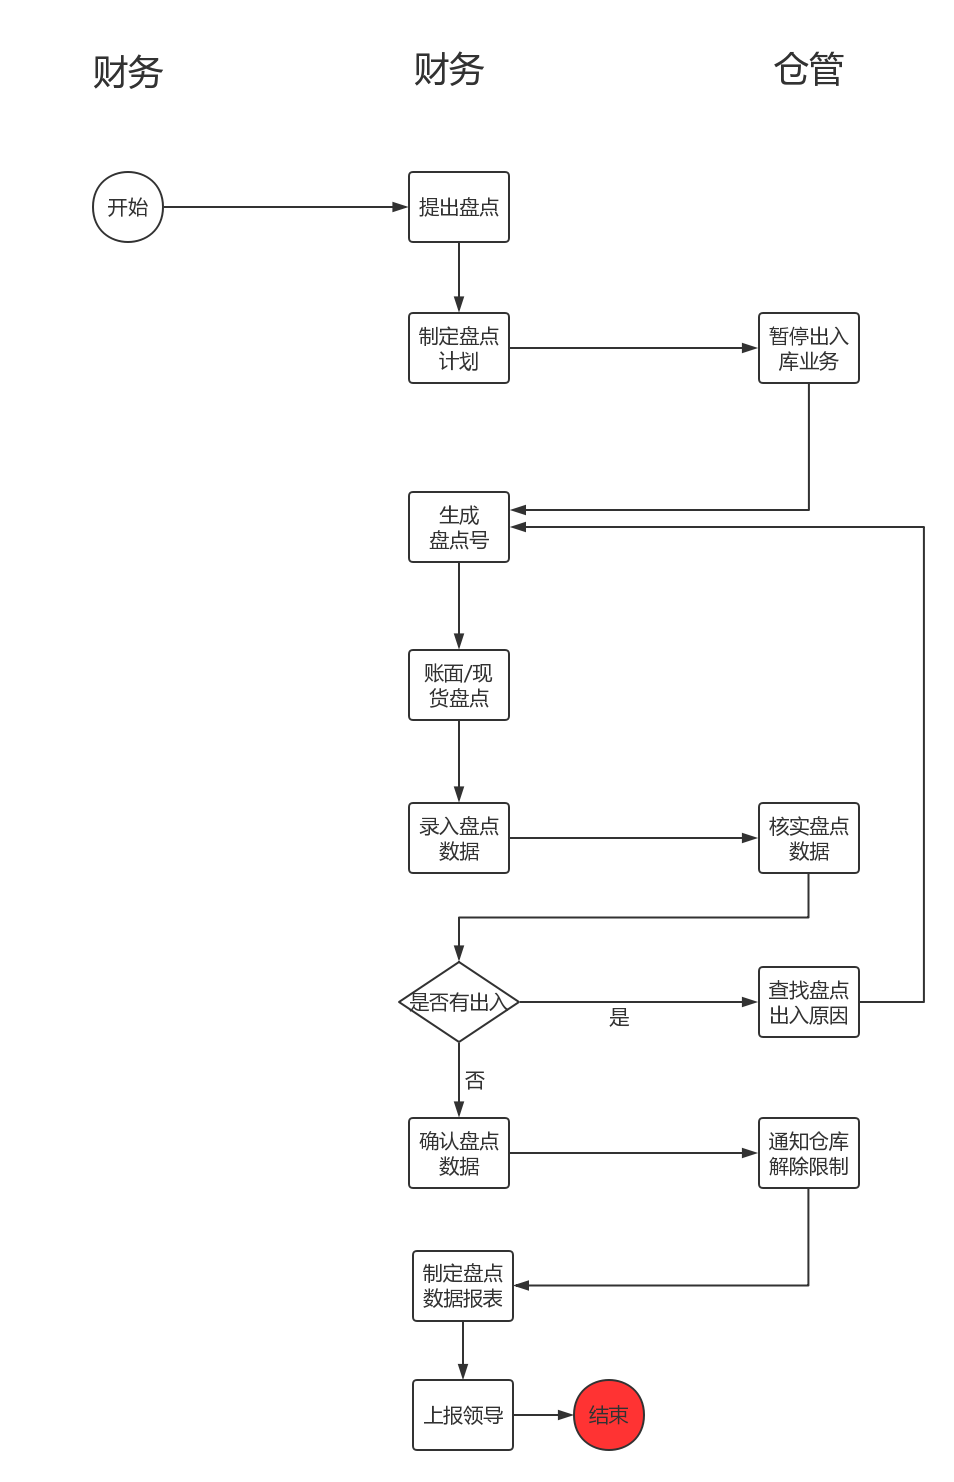 财务
财务
仓管
开始
提出盘点
制定盘点
计划
暂停出入
库业务
生成
盘点号
账面/现
货盘点
录入盘点
数据
核实盘点
数据
是否有出入
是
查找盘点
出入原因
否
确认盘点
数据
通知仓库
解除限制
制定盘点
数据报表
上报领导
结束